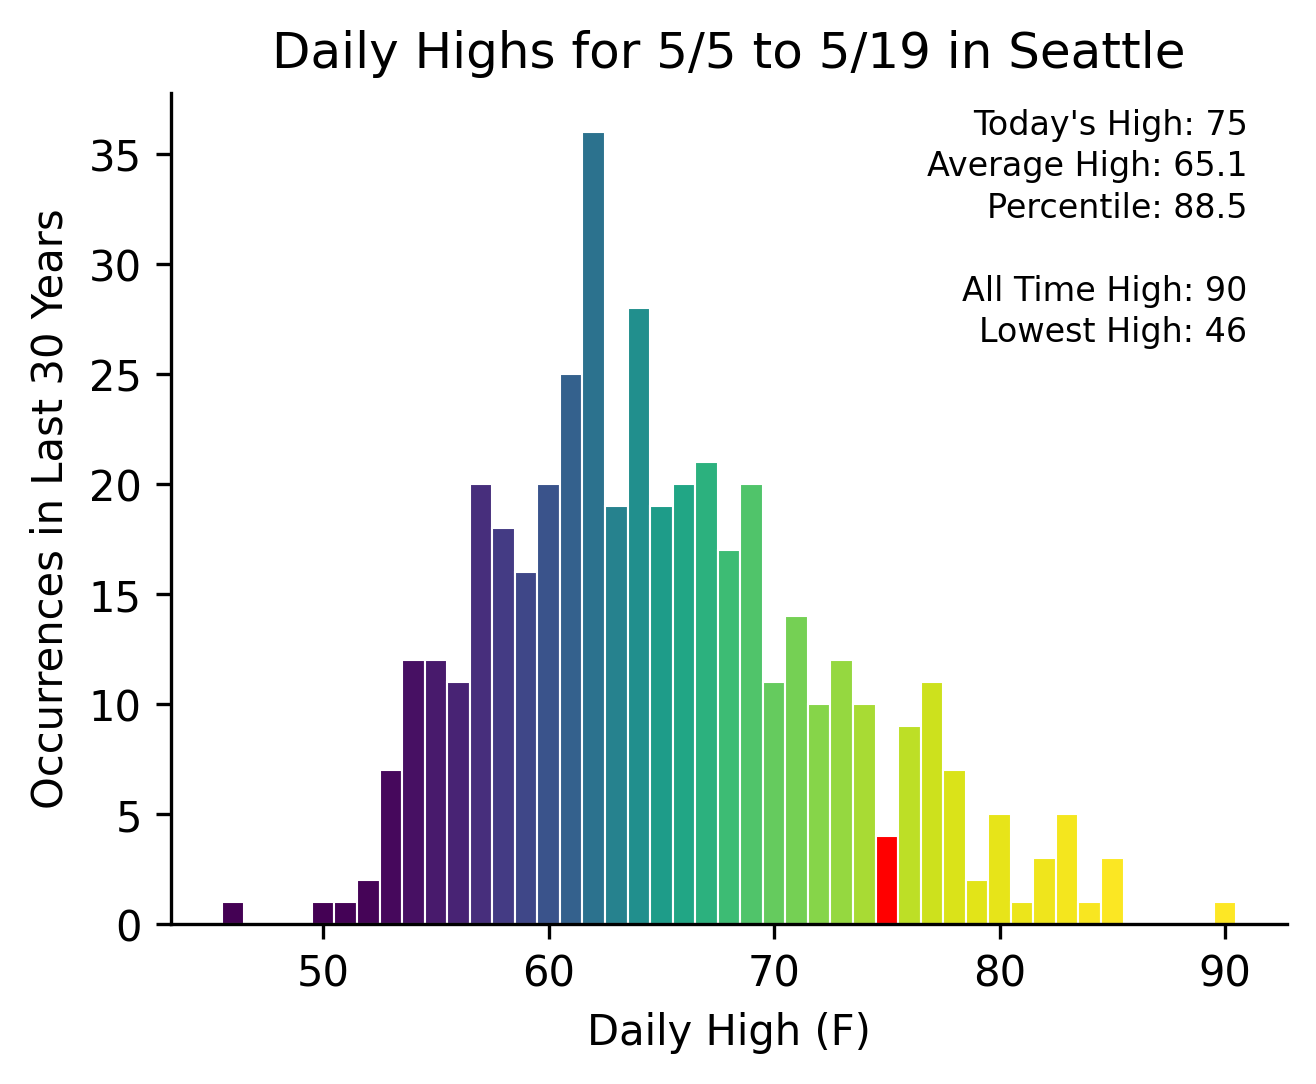 Daily Highs for 5/5 to 5/19 in Seattle
Today's High: 75
Average High: 65.1
Percentile: 88.5
All Time High: 90
Lowest High: 46
Occurrences in Last 30 Years
35
30
25
20
15
10
5
0
50 60 70 80 90
Daily High (F)